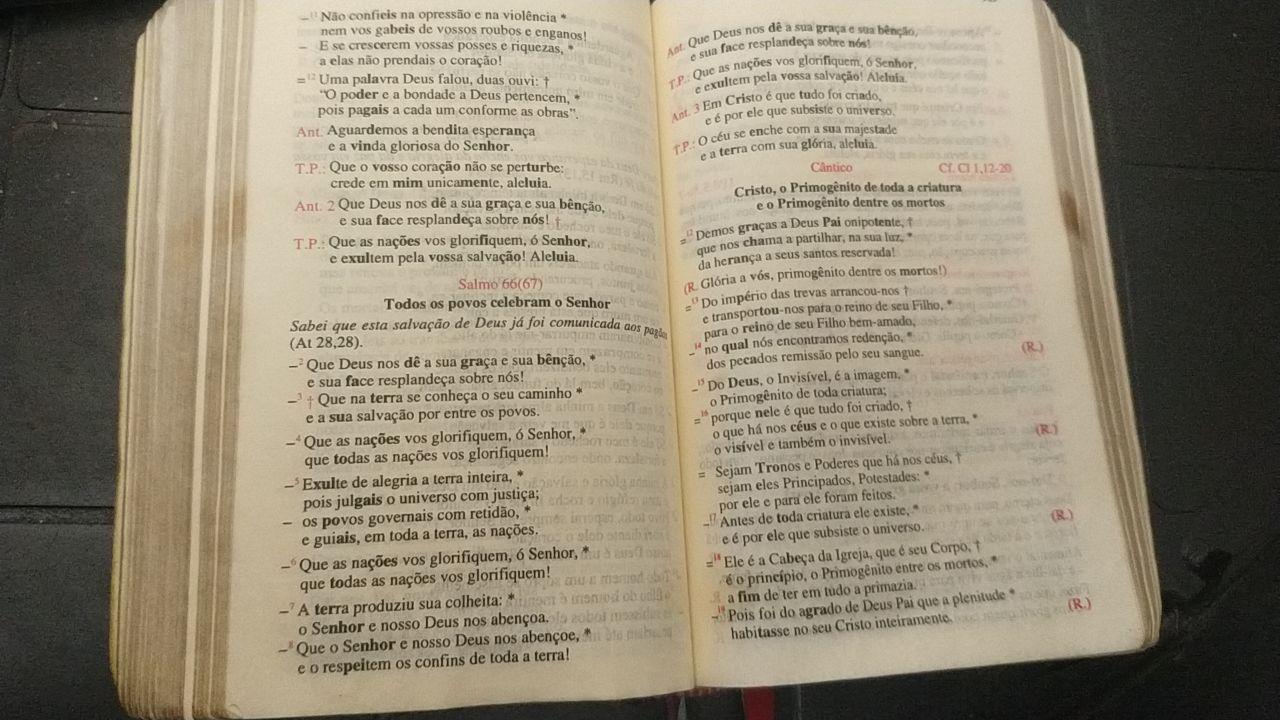 –¹¹ Não confieis na opressão e na violência *
nem vos gabeis de vossos roubos e enganos!
– E se crescerem vossas posses e riquezas, *
a elas não prendais o coração!
=¹² Uma palavra Deus falou, duas ouvi: †
“O poder e a bondade a Deus pertencem, *
pois pagais a cada um conforme as obras”.
Ant. Aguardemos a bendita esperança
e a vinda gloriosa do Senhor.
T.P.: Que o vosso coração não se perturbe:
crede em mim unicamente, aleluia.
Ant. 2 Que Deus nos dê a sua graça e sua bênção,
e sua face resplandeça sobre nós! †
T.P.: Que as nações vos glorifiquem, ó Senhor,
e exultem pela vossa salvação! Aleluia.
Salmo 66(67)
Todos os povos celebram o Senhor
Sabei que esta salvação de Deus já foi comunicada aos pagãos
(At 28,28).
–² Que Deus nos dê a sua graça e sua bênção, *
e sua face resplandeça sobre nós!
–³ † Que na terra se conheça o seu caminho *
e a sua salvação por entre os povos.
–⁴ Que as nações vos glorifiquem, ó Senhor, *
que todas as nações vos glorifiquem!
–⁵ Exulte de alegria a terra inteira, *
pois julgais o universo com justiça;
– os povos governais com retidão, *
e guiais, em toda a terra, as nações.
–⁶ Que as nações vos glorifiquem, ó Senhor, *
que todas as nações vos glorifiquem!
–⁷ A terra produziu sua colheita: *
o Senhor e nosso Deus nos abençoa.
–⁸ Que o Senhor e nosso Deus nos abençoe, *
e o respeitem os confins de toda a terra!
Ant. Que Deus nos dê a sua graça e sua bênção,
e sua face resplandeça sobre nós!
T.P.: Que as nações vos glorifiquem, ó Senhor,
e exultem pela vossa salvação! Aleluia.
Ant. 3 Em Cristo é que tudo foi criado,
e é por ele que subsiste o universo.
T.P.: O céu se enche com a sua majestade
e a terra com sua glória, aleluia.
Cântico Cf. Cl 1,12-20
Cristo, o Primogênito de toda a criatura
e o Primogênito dentre os mortos
=¹² Demos graças a Deus Pai onipotente, †
que nos chama a partilhar, na sua luz, *
da herança a seus santos reservada!
(R. Glória a vós, primogênito dentre os mortos!)
=¹³ Do império das trevas arrancou-nos †
e transportou-nos para o reino de seu Filho, *
para o reino de seu Filho bem-amado,
–¹⁴ no qual nós encontramos redenção, *
dos pecados remissão pelo seu sangue. (R.)
–¹⁵ Do Deus, o Invisível, é a imagem, *
o Primogênito de toda criatura;
=¹⁶ porque nele é que tudo foi criado, †
o que há nos céus e o que existe sobre a terra, *
o visível e também o invisível. (R.)
= Sejam Tronos e Poderes que há nos céus, †
sejam eles Principados, Potestades: *
por ele e para ele foram feitos.
–¹⁷ Antes de toda criatura ele existe, *
e é por ele que subsiste o universo. (R.)
=¹⁸ Ele é a Cabeça da Igreja, que é seu Corpo, †
é o princípio, o Primogênito entre os mortos, *
a fim de ter em tudo a primazia.
–¹⁹ Pois foi do agrado de Deus Pai que a plenitude *
habitasse no seu Cristo inteiramente. (R.)